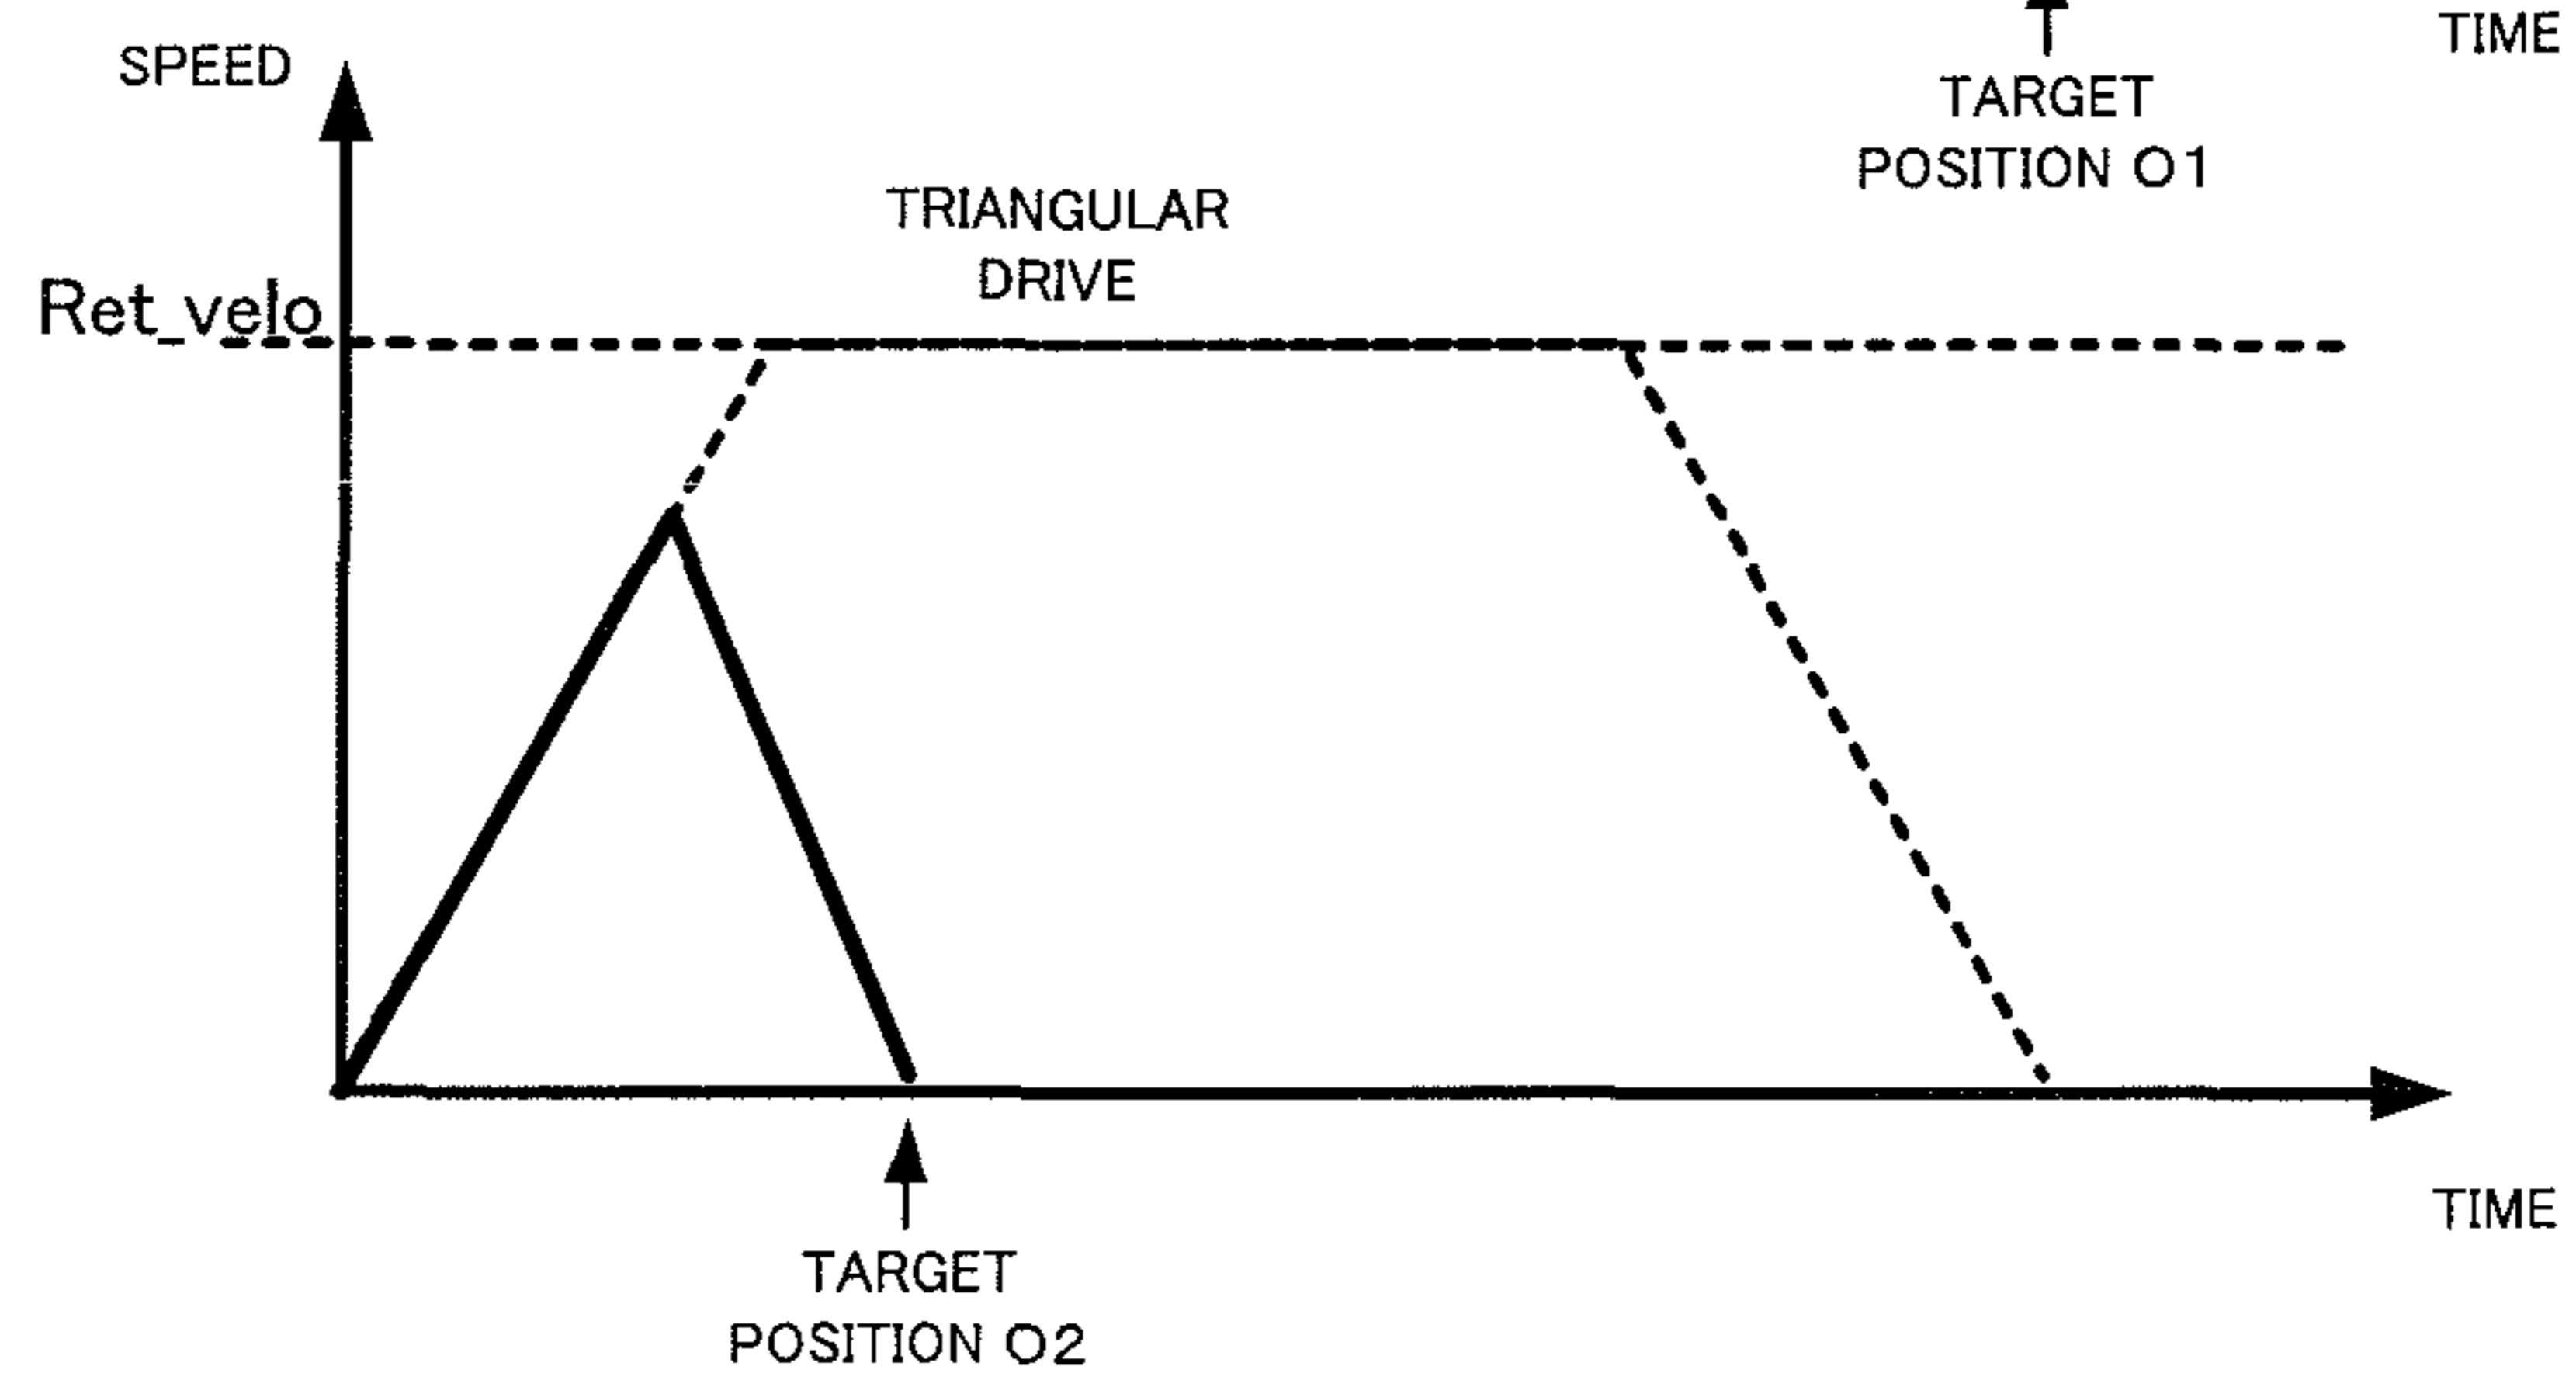 TIME
SPEED
TARGET
POSITION O1
TRIANGULAR
DRIVE
Ret_velo
TIME
TARGET
POSITION O2